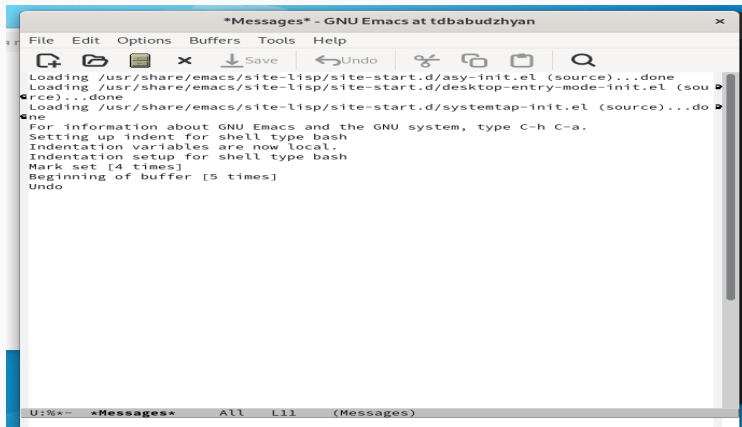 *Messages* - GNU Emacs at tdbabudzhyan
File Edit Options Buffers Tools Help
Save Undo
Loading /usr/share/emacs/site-lisp/site-start.d/asy-init.el (source)...done
Loading /usr/share/emacs/site-lisp/site-start.d/desktop-entry-mode-init.el (sou
rce)...done
Loading /usr/share/emacs/site-lisp/site-start.d/systemtap-init.el (source)...do
ne
For information about GNU Emacs and the GNU system, type C-h C-a.
Setting up indent for shell type bash
Indentation variables are now local.
Indentation setup for shell type bash
Mark set [4 times]
Beginning of buffer [5 times]
Undo
U:%*- *Messages* All L11 (Messages)